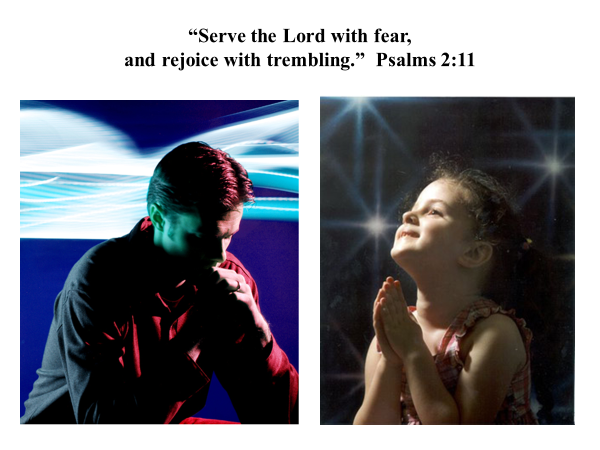 “Serve the Lord with fear,
and rejoice with trembling.” Psalms 2:11